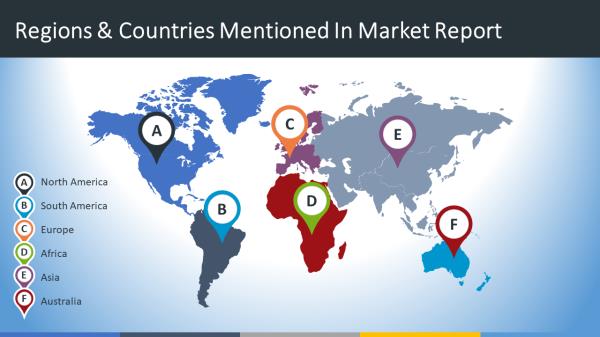 Regions & Countries Mentioned In Market Report
A
B
C
D
E
F
A North America
B South America
C Europe
D Africa
E Asia
F Australia